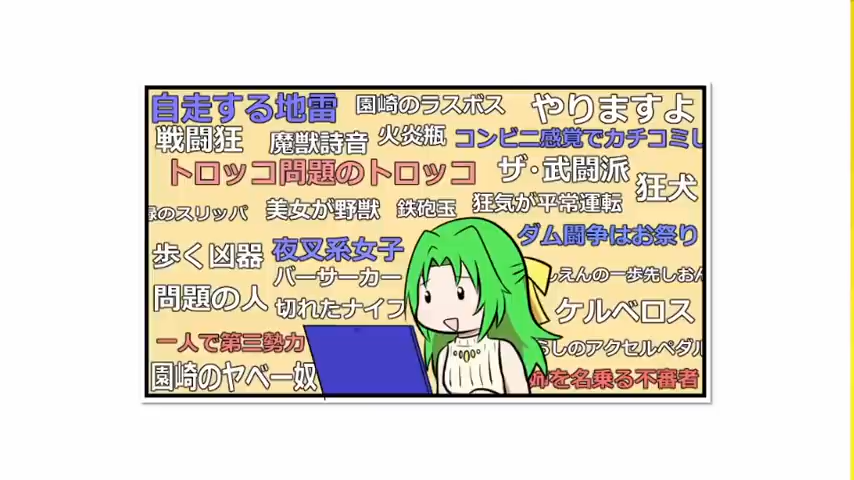 自走する地雷 園崎のラスボス やりますよ
戦闘狂 魔獣詩音 火炎瓶 コンビニ感覚でカチコミし
トロッコ問題のトロッコ ザ・武闘派 狂犬
のスリッパ 美女が野獣 鉄砲玉 狂気が平常運転
歩く凶器 夜叉系女子 ダム闘争はお祭り
バーサーカー えんの一歩先しおん
問題の人 切れたナイフ ケルベロス
一人で第三勢力 しのアクセルペダル
園崎のヤベー奴 を名乗る不審者